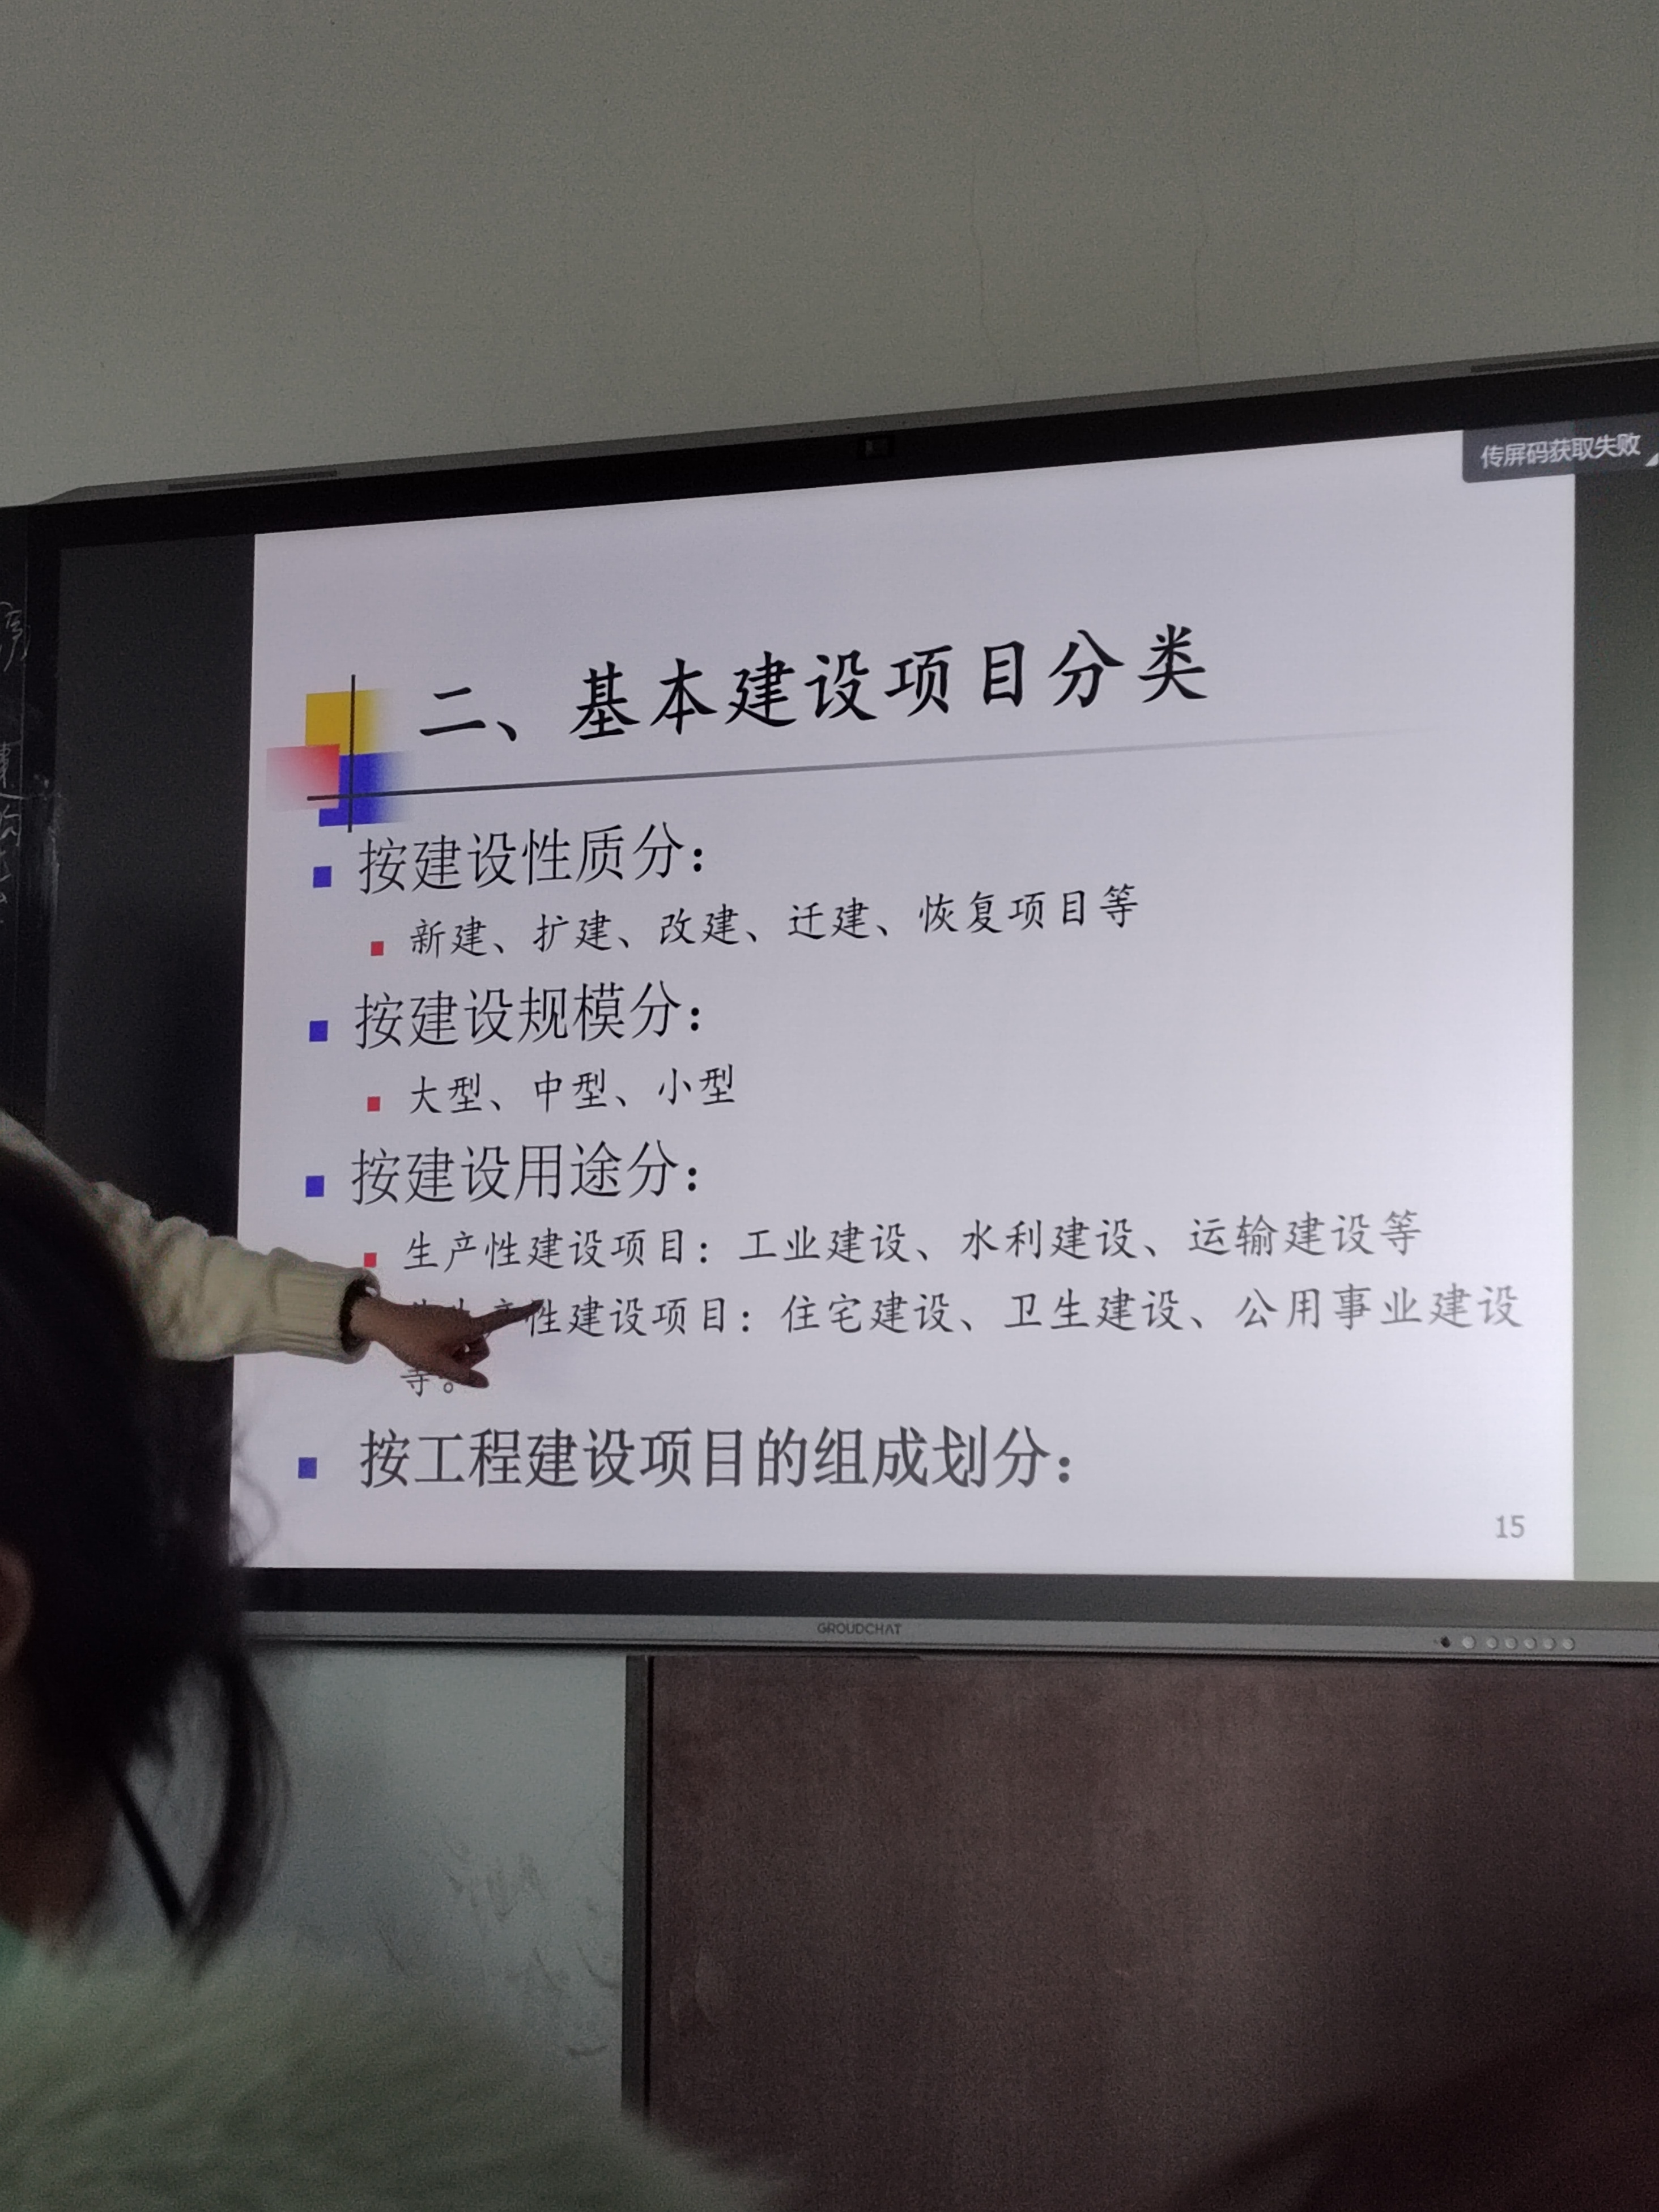 传屏码获取失败
二、基本建设项目分类
按建设性质分：
新建、扩建、改建、迁建、恢复项目等
按建设规模分：
大型、中型、小型
按建设用途分：
生产性建设项目：工业建设、水利建设、运输建设等
生产性建设项目：住宅建设、卫生建设、公用事业建设
等。
按工程建设项目的组成划分：
15
GROUDCHAT